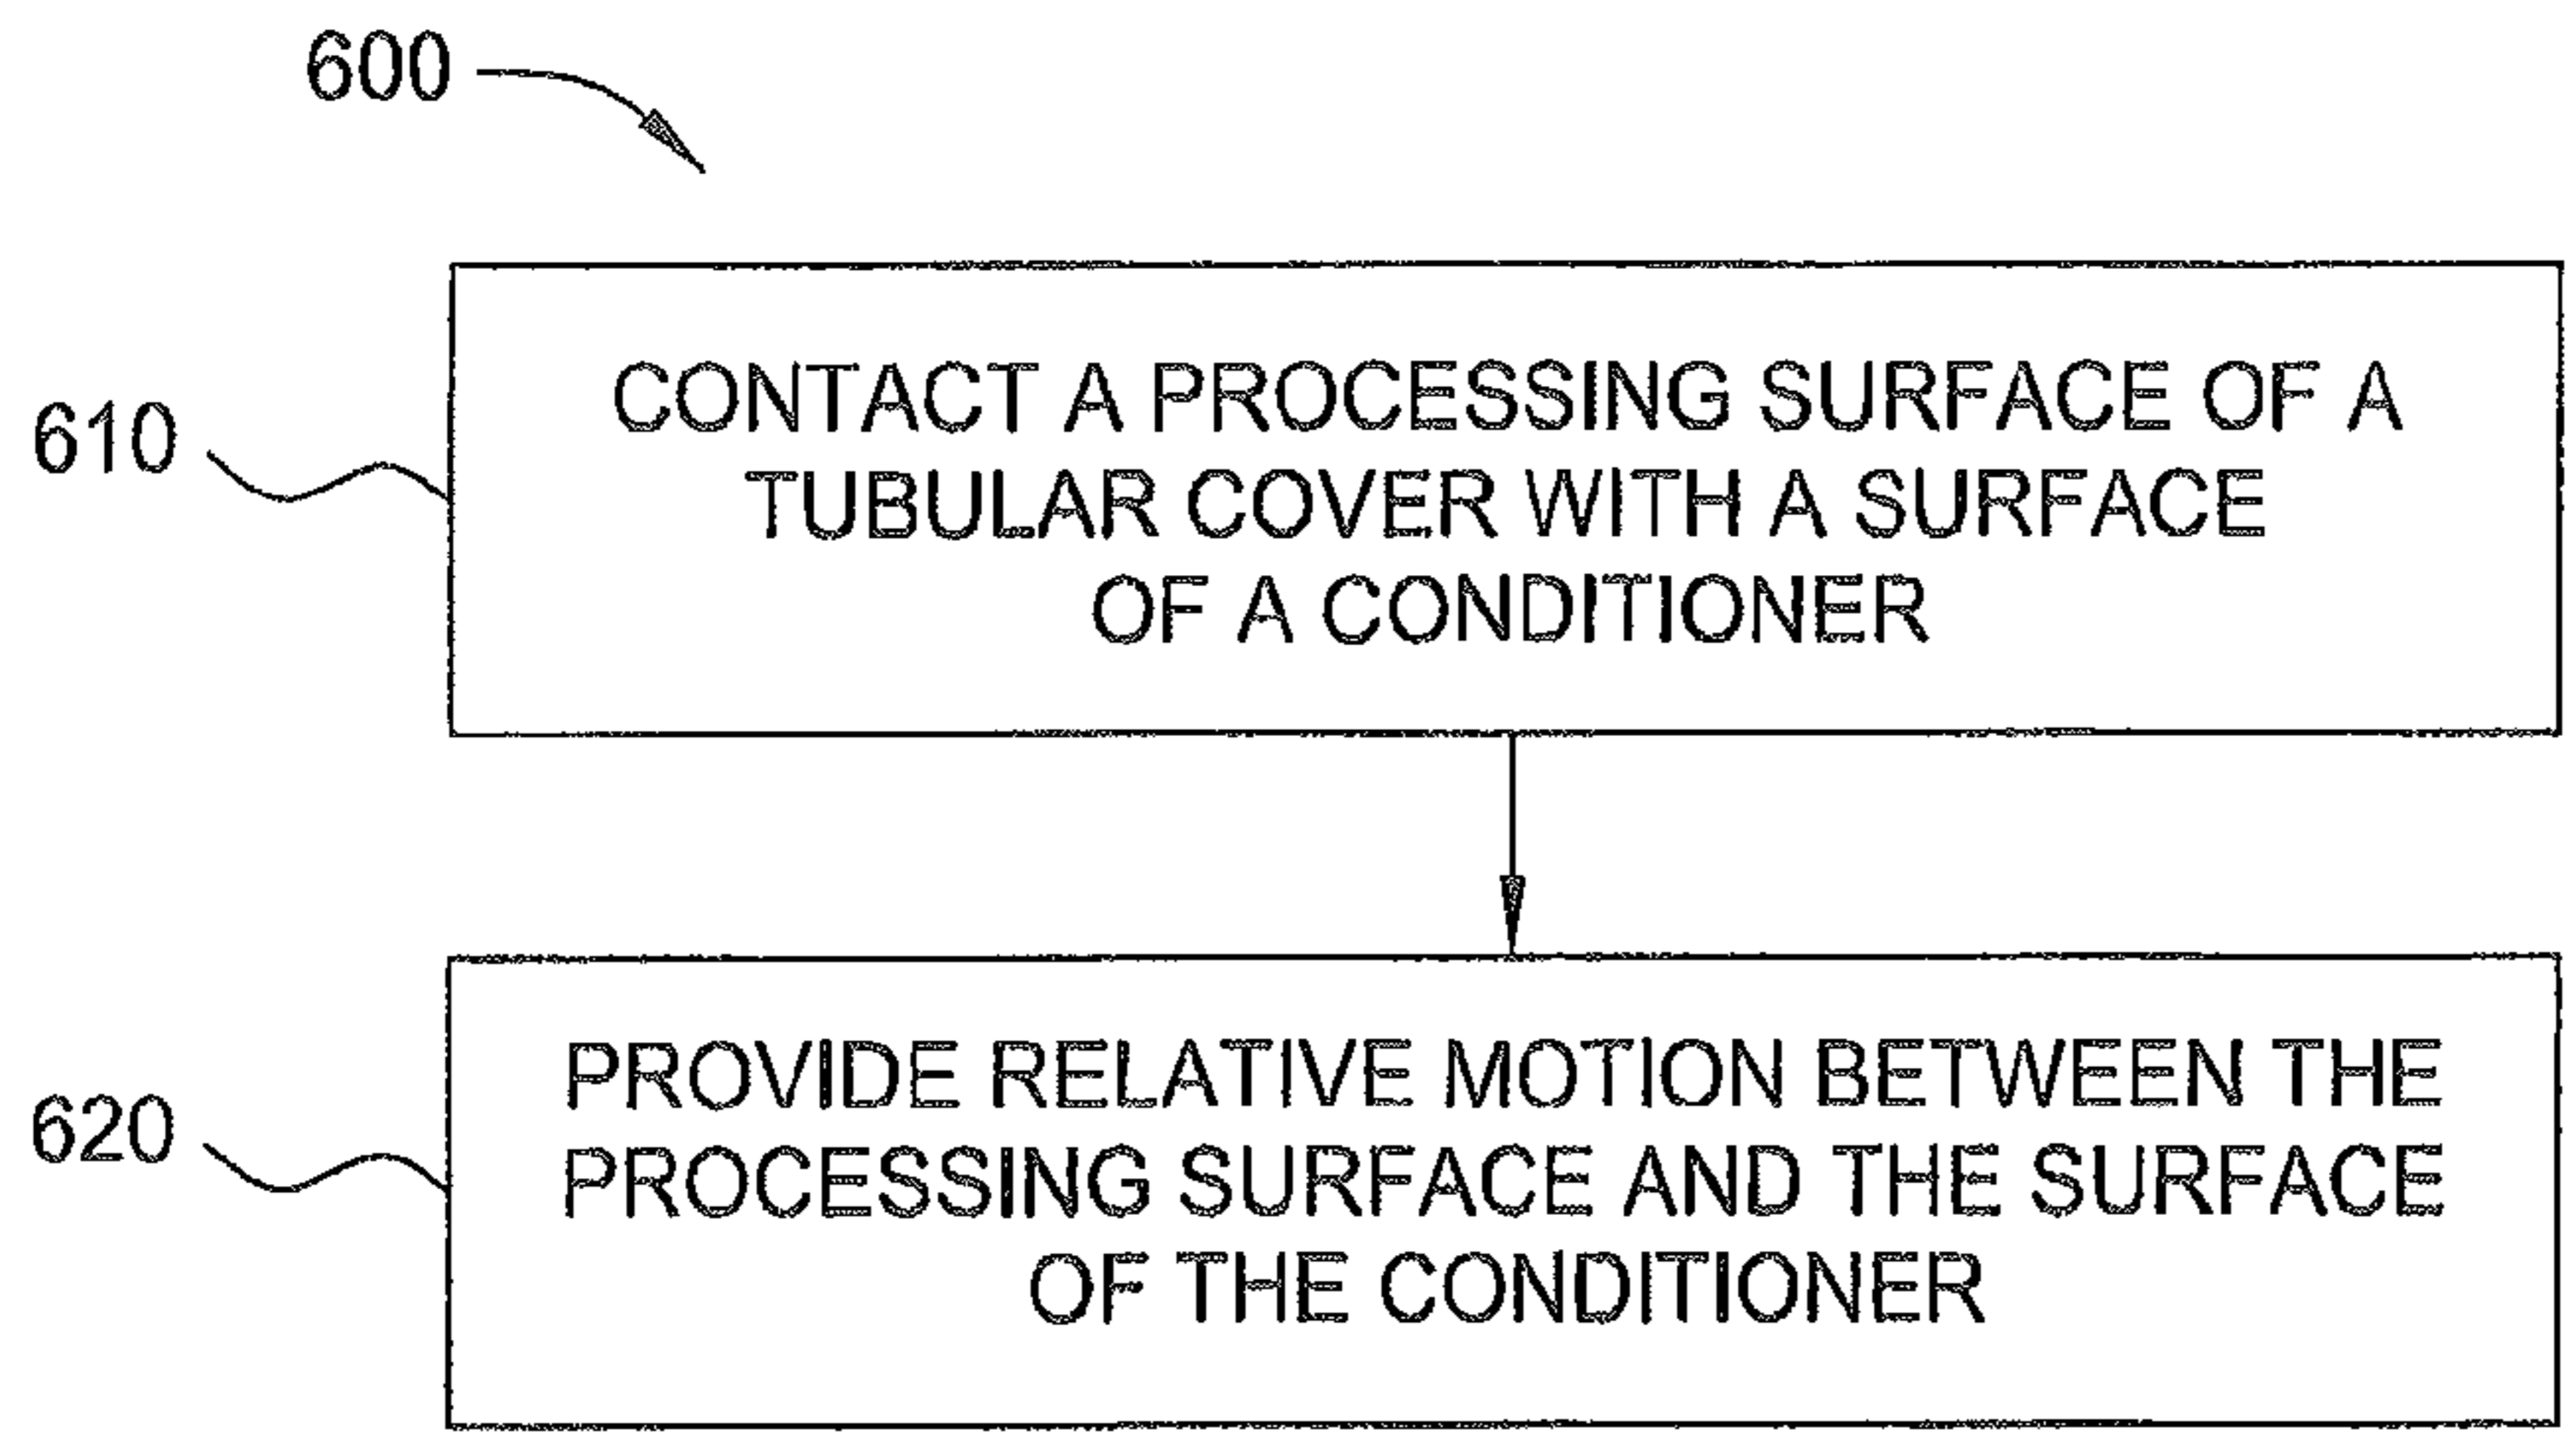 600
610
CONTACT A PROCESSING SURFACE OF A
TUBULAR COVER WITH A SURFACE
OF A CONDITIONER
620
PROVIDE RELATIVE MOTION BETWEEN THE
PROCESSING SURFACE AND THE SURFACE
OF THE CONDITIONER